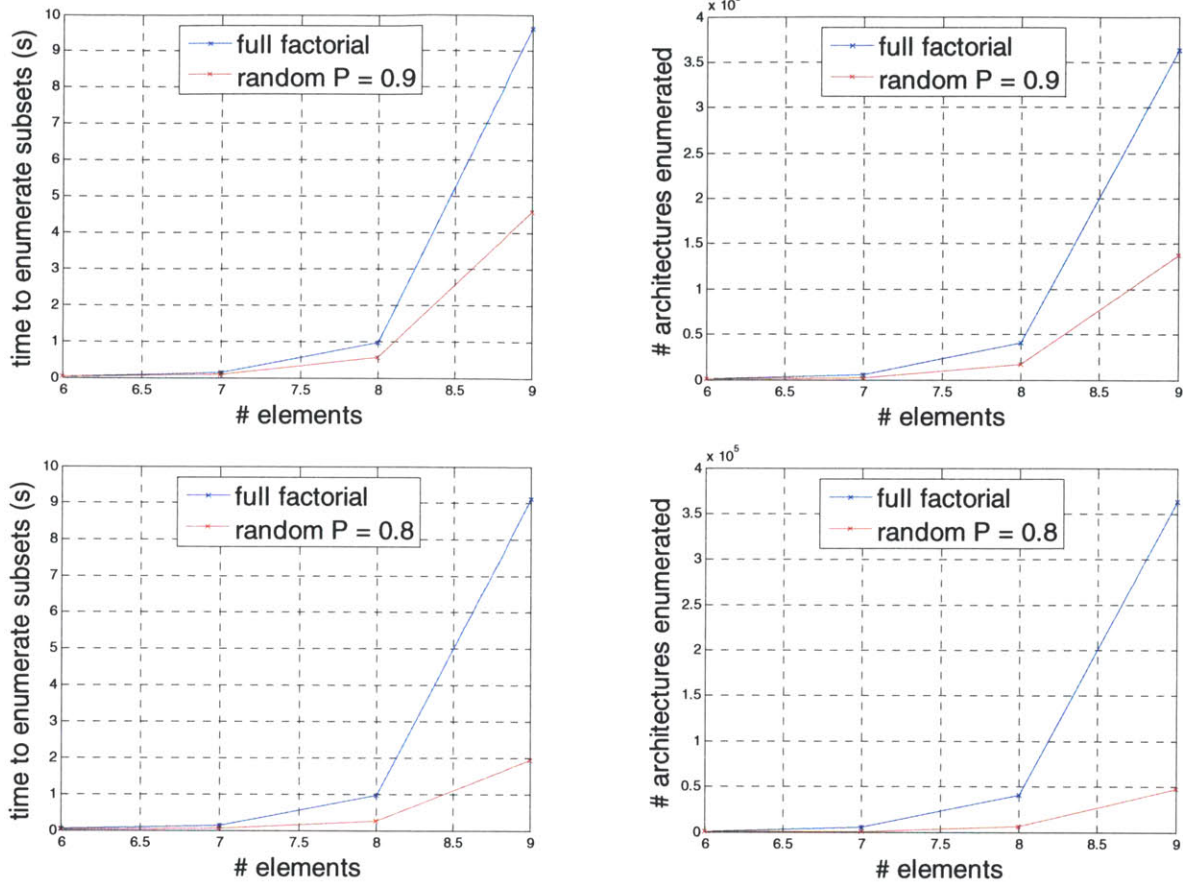 10
9
8
7
6
5
4
3
2
1
0
time to enumerate subsets (s)
full factorial
random P = 0.9
6 6.5 7 7.5 8 8.5 9
# elements
4
3.5
3
2.5
2
1.5
1
0.5
0
# architectures enumerated
full factorial
random P = 0.9
6 6.5 7 7.5 8 8.5 9
# elements
10
9
8
7
6
5
4
3
2
1
0
time to enumerate subsets (s)
full factorial
random P = 0.8
6 6.5 7 7.5 8 8.5 9
# elements
x 10^5
4
3.5
3
2.5
2
1.5
1
0.5
0
# architectures enumerated
full factorial
random P = 0.8
6 6.5 7 7.5 8 8.5 9
# elements